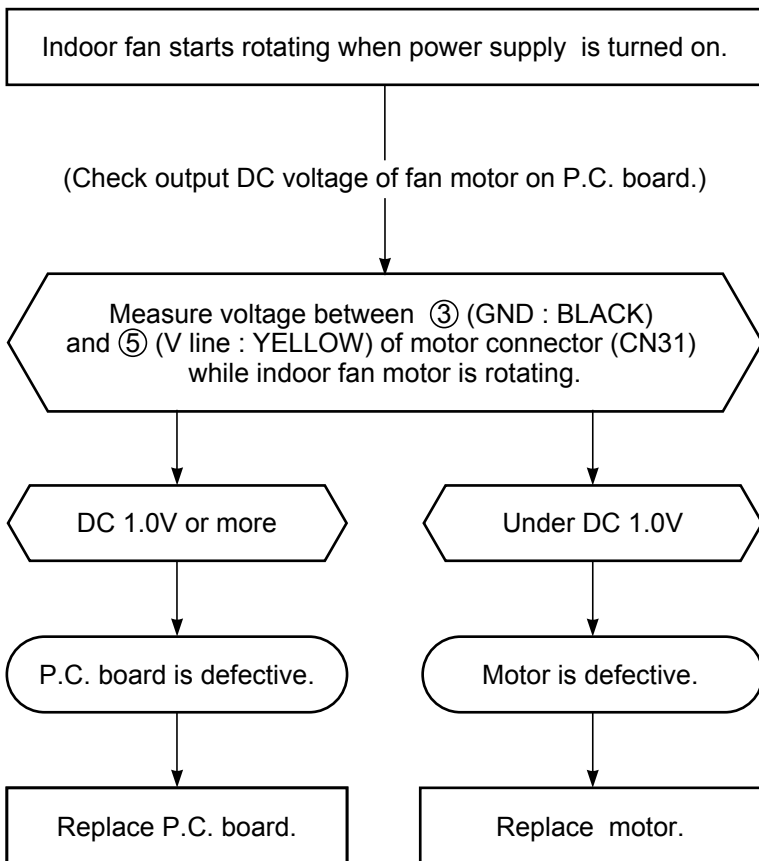 Indoor fan starts rotating when power supply is turned on.
(Check output DC voltage of fan motor on P.C. board.)
Measure voltage between ③ (GND : BLACK)
and ⑤ (V line : YELLOW) of motor connector (CN31)
while indoor fan motor is rotating.
DC 1.0V or more
Under DC 1.0V
P.C. board is defective.
Motor is defective.
Replace P.C. board.
Replace motor.